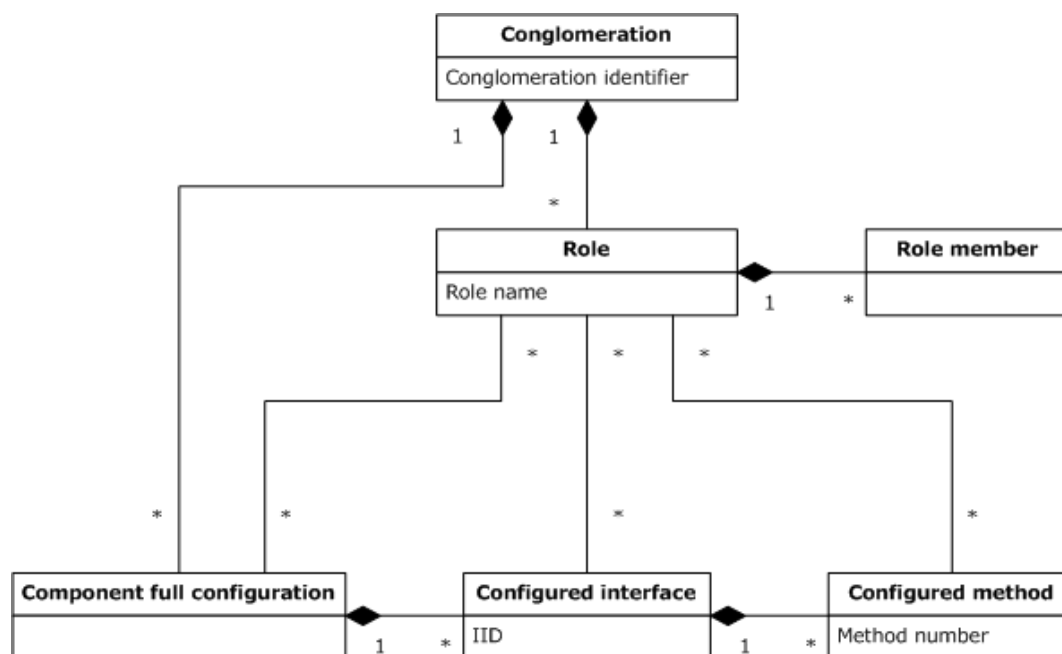 Conglomeration
Conglomeration identifier
1
1
*
Role
Role member
Role name
1
*
*
*
*
*
*
*
*
Component full configuration
Configured interface
Configured method
IID
Method number
1
*
1
*